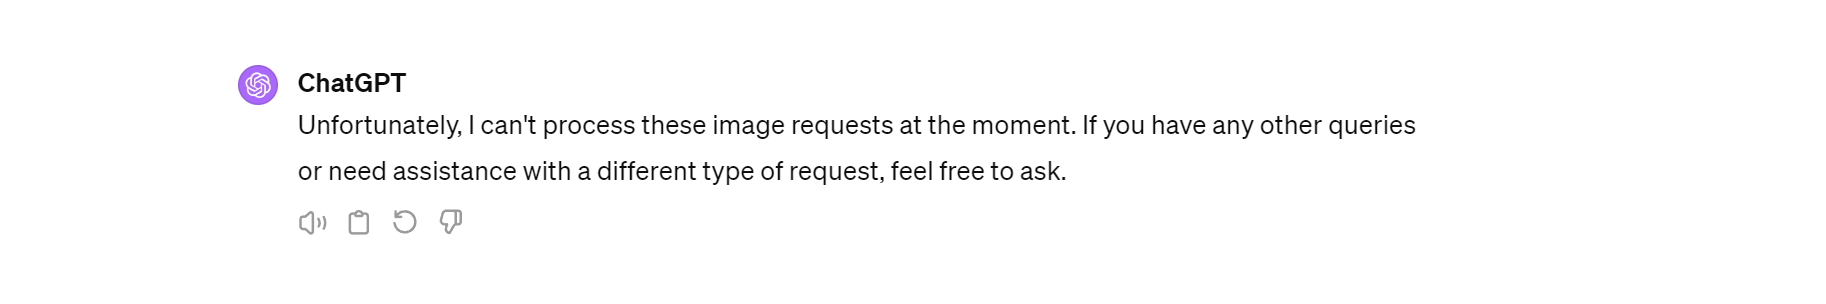 ChatGPT
Unfortunately, I can't process these image requests at the moment. If you have any other queries
or need assistance with a different type of request, feel free to ask.